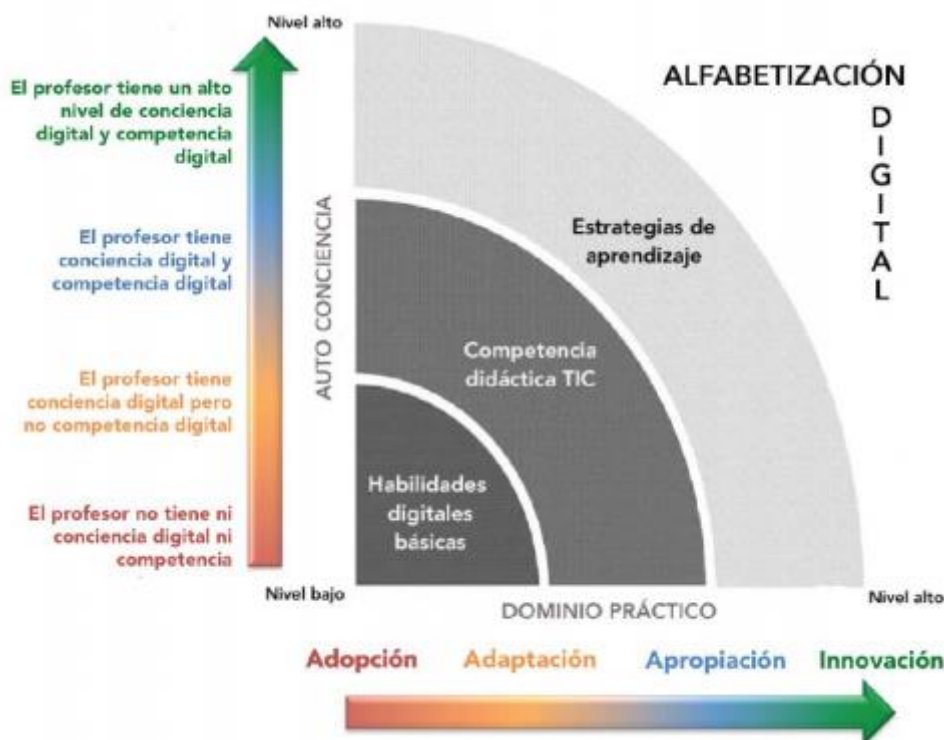 Nivel alto
El profesor tiene un alto
nivel de conciencia
digital y competencia
digital
El profesor tiene
conciencia digital y
competencia digital
El profesor tiene
conciencia digital pero
no competencia digital
El profesor no tiene ni
conciencia digital ni
competencia
AUTO CONCIENCIA
ALFABETIZACIÓN
DIGITAL
Estrategias de
aprendizaje
Competencia
didáctica TIC
Habilidades
digitales
básicas
Nivel bajo
DOMINIO PRÁCTICO
Nivel alto
Adopción Adaptación Apropiación Innovación